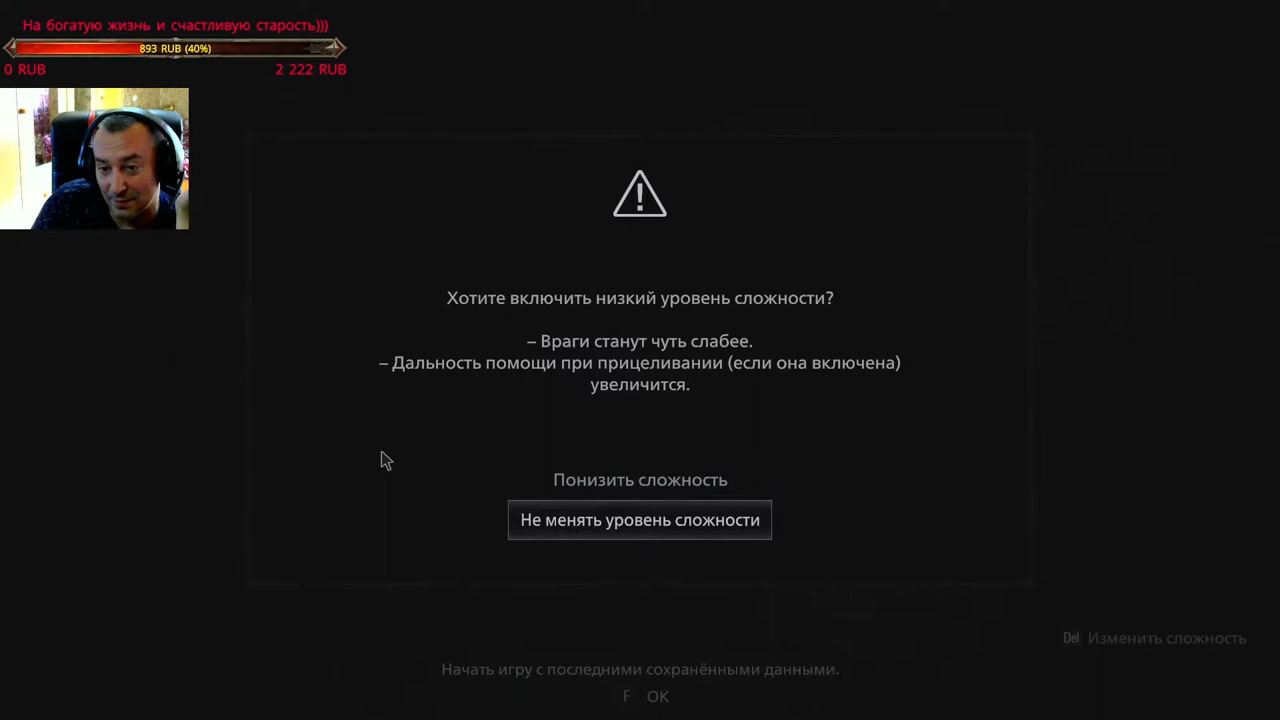 На богатую жизнь и счастливую старость)))
893 RUB (40%)
0 RUB
2 222 RUB
Хотите включить низкий уровень сложности?
– Враги станут чуть слабее.
– Дальность помощи при прицеливании (если она включена)
увеличится.
Понизить сложность
Не менять уровень сложности
Del Изменить сложность
Начать игру с последними сохранёнными данными.
F OK